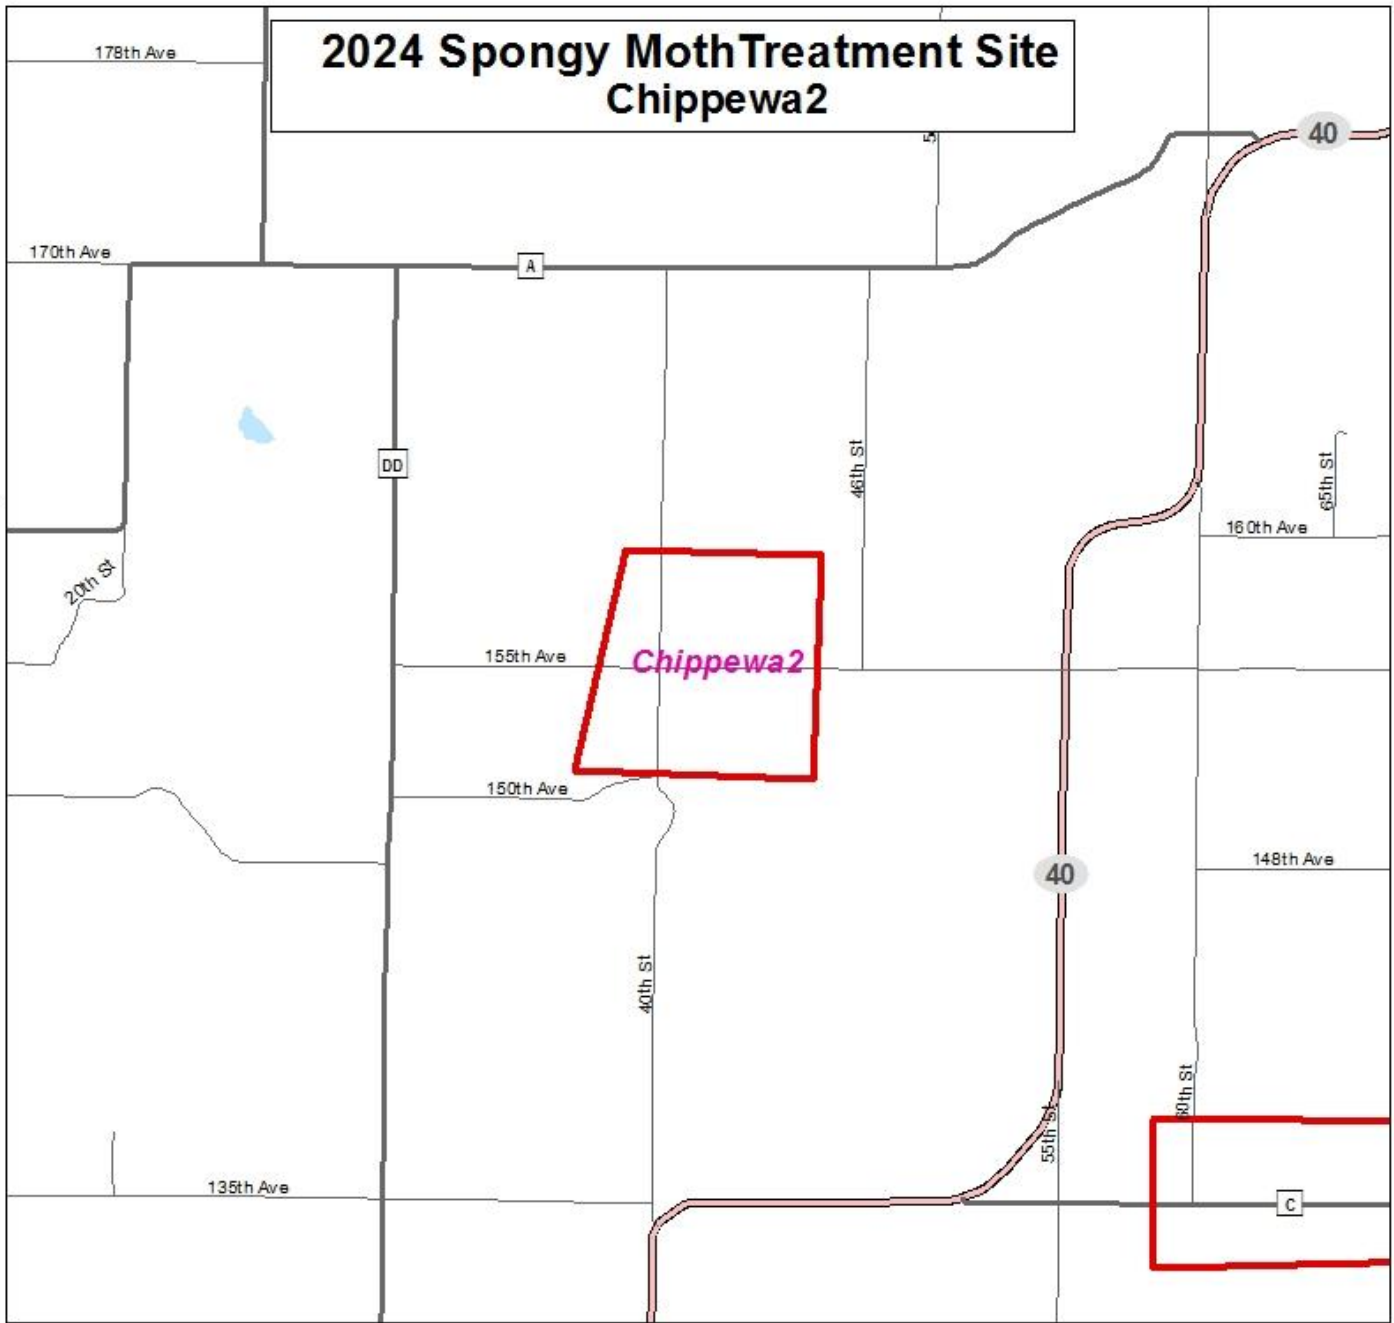 2024 Spongy MothTreatment Site
Chippewa2
178th Ave
40
170th Ave
A
DD
46th St
65th St
160th Ave
20th St
155th Ave
Chippewa2
150th Ave
148th Ave
40
40th St
60th St
55th St
135th Ave
C